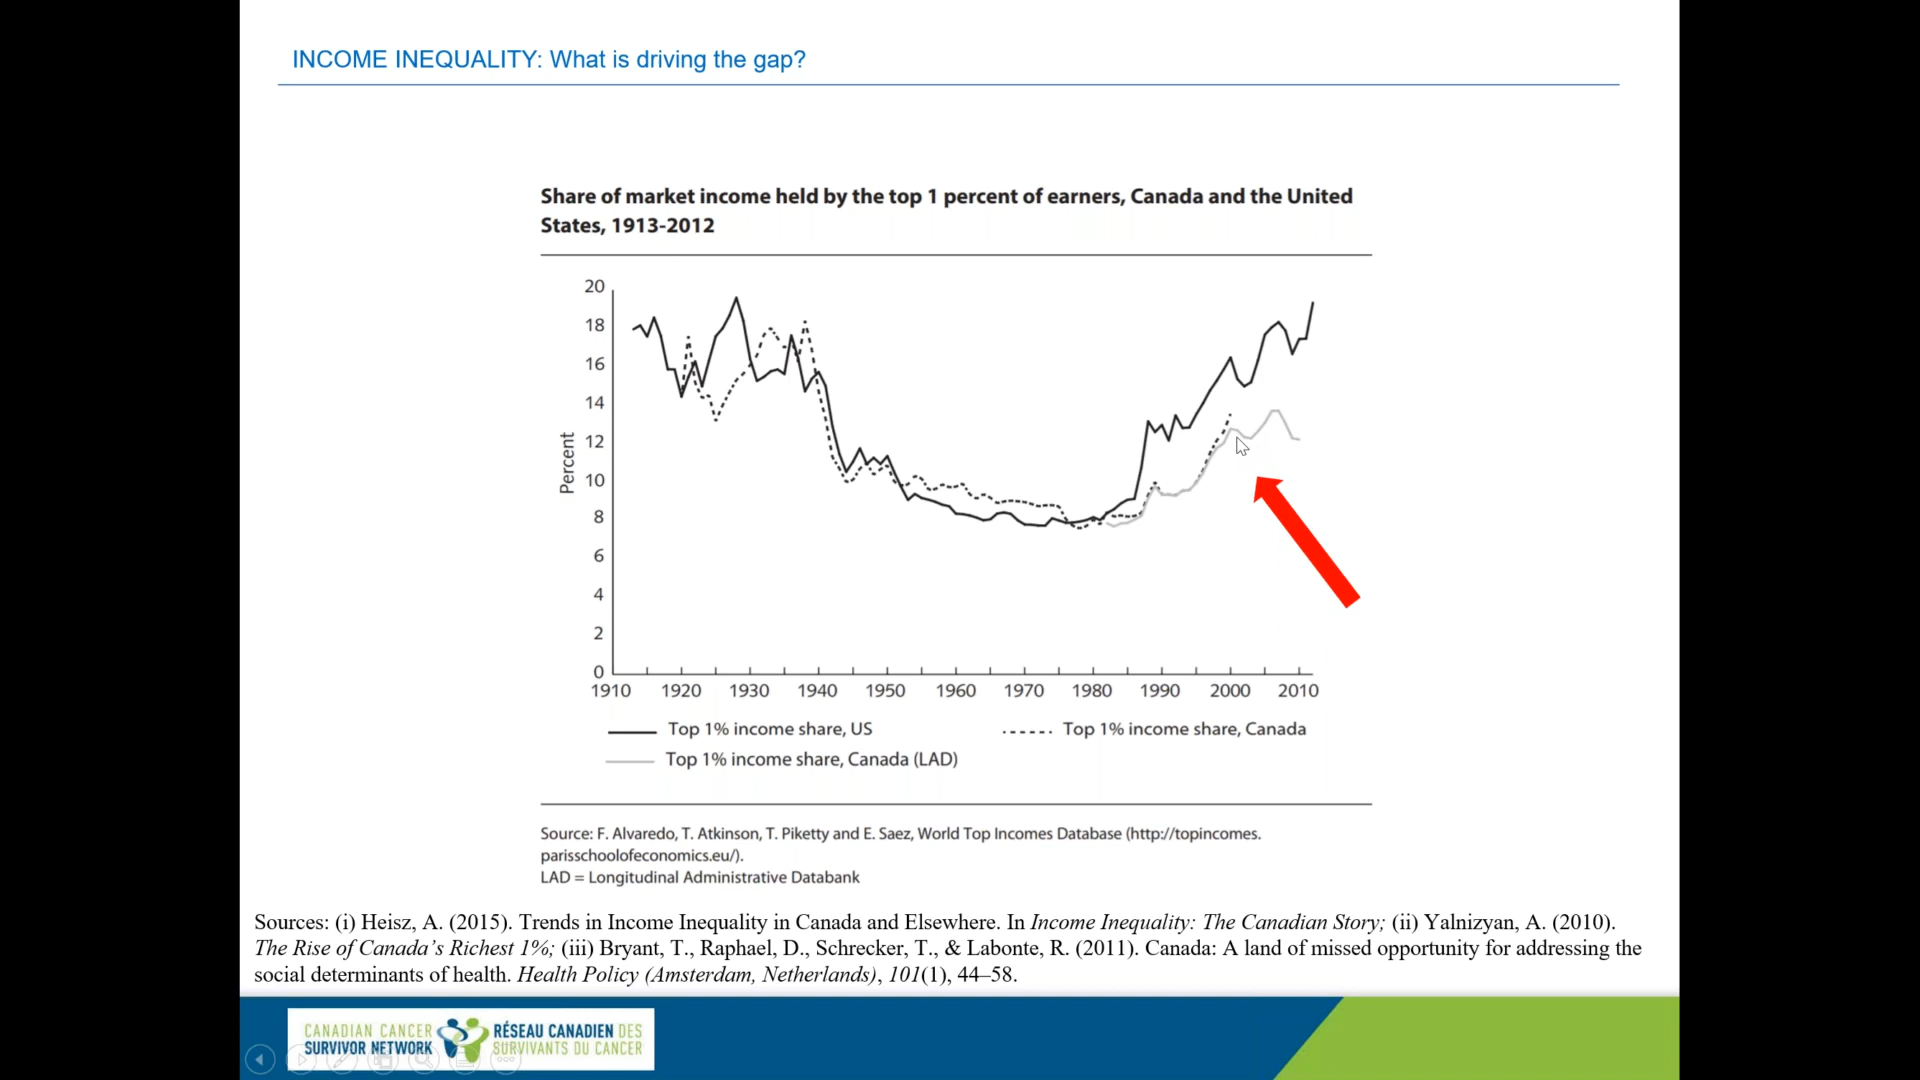 INCOME INEQUALITY: What is driving the gap?
Share of market income held by the top 1 percent of earners, Canada and the United
States, 1913-2012
Percent
20
18
16
14
12
10
8
6
4
2
0
1910 1920 1930 1940 1950 1960 1970 1980 1990 2000 2010
Top 1% income share, US
Top 1% income share, Canada
Top 1% income share, Canada (LAD)
Source: F. Alvaredo, T. Atkinson, T. Piketty and E. Saez, World Top Incomes Database (http://topincomes.
parisschoolofeconomics.eu/).
LAD = Longitudinal Administrative Databank
Sources: (i) Heisz, A. (2015). Trends in Income Inequality in Canada and Elsewhere. In Income Inequality: The Canadian Story; (ii) Yalnizyan, A. (2010).
The Rise of Canada’s Richest 1%; (iii) Bryant, T., Raphael, D., Schrecker, T., & Labonte, R. (2011). Canada: A land of missed opportunity for addressing the
social determinants of health. Health Policy (Amsterdam, Netherlands), 101(1), 44–58.
CANADIAN CANCER
SURVIVOR NETWORK
RÉSEAU CANADIEN DES
SURVIVANTS DU CANCER